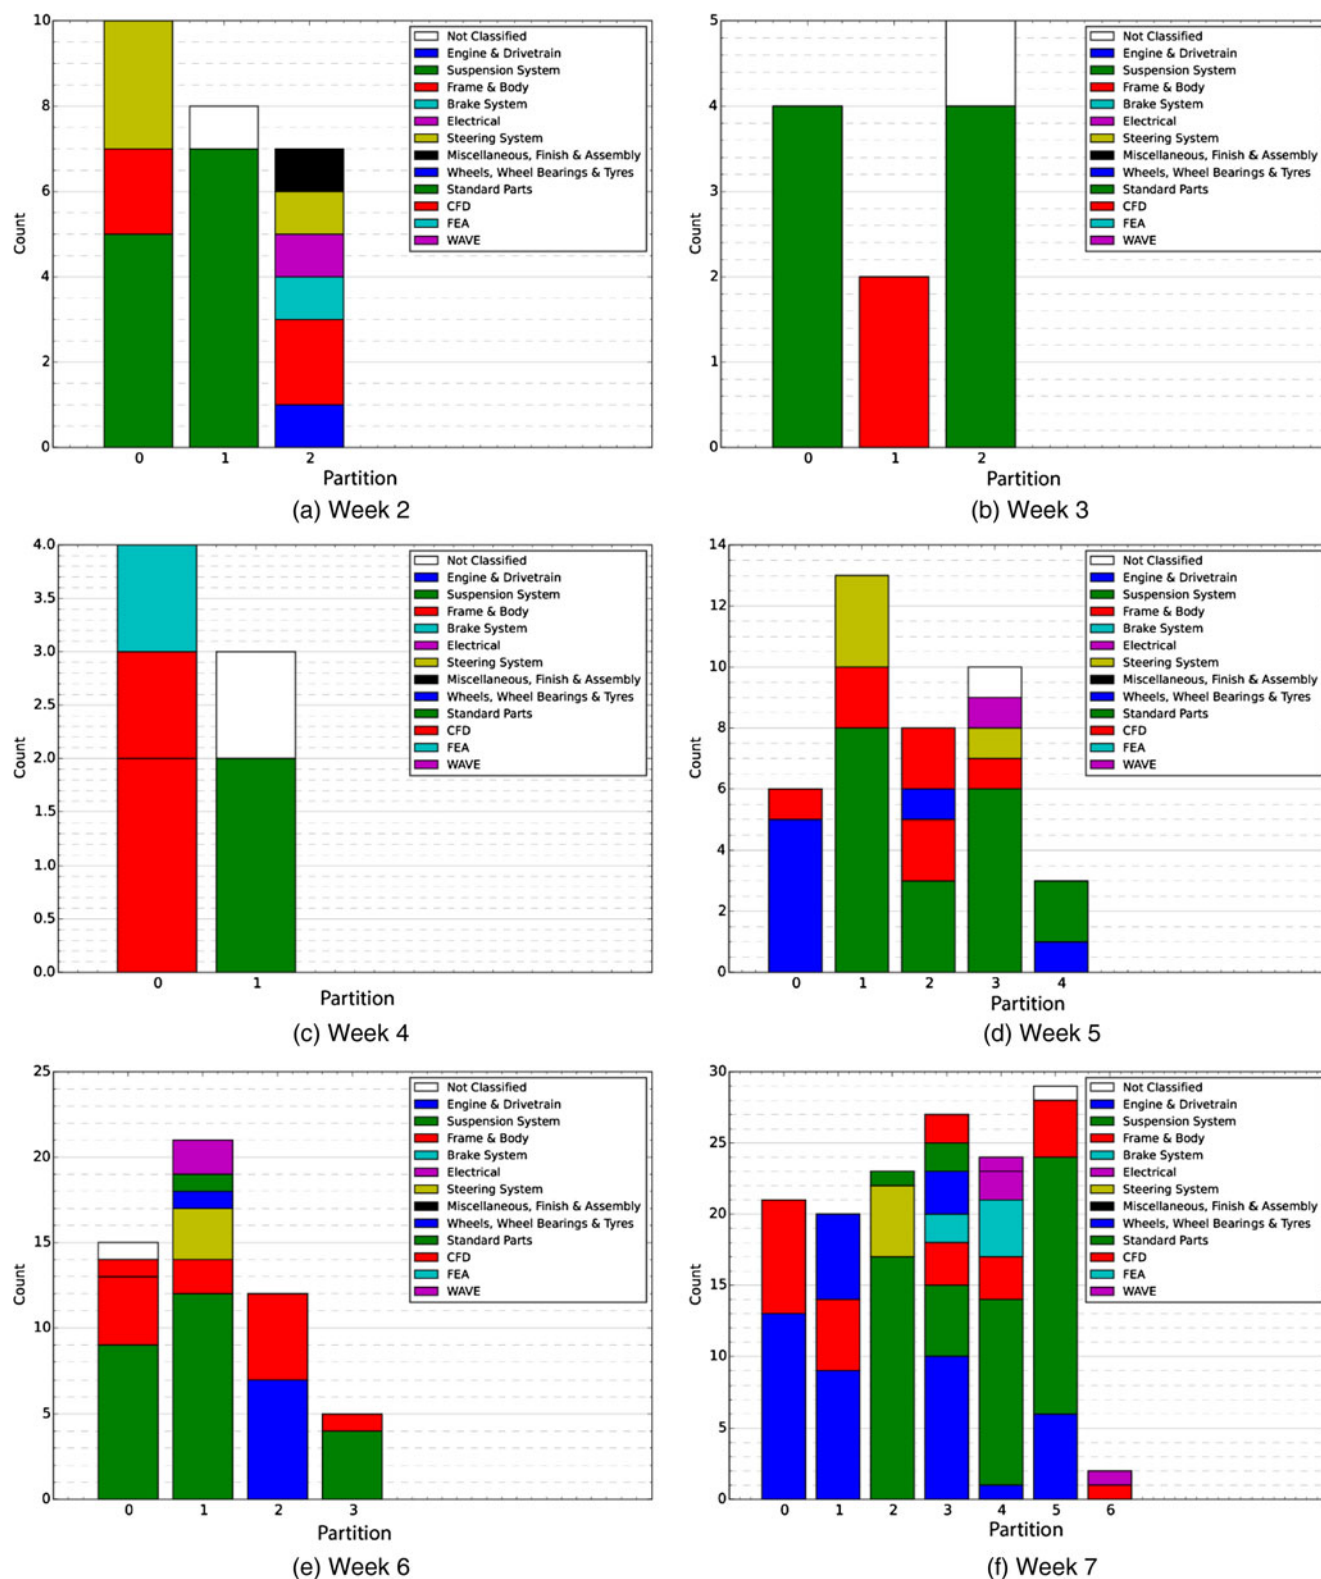 10
8
6
4
2
0
Count
Not Classified
Engine & Drivetrain
Suspension System
Frame & Body
Brake System
Electrical
Steering System
Miscellaneous, Finish & Assembly
Wheels, Wheel Bearings & Tyres
Standard Parts
CFD
FEA
WAVE
0 1 2
Partition
(a) Week 2
5
4
3
2
1
0
Count
Not Classified
Engine & Drivetrain
Suspension System
Frame & Body
Brake System
Electrical
Steering System
Miscellaneous, Finish & Assembly
Wheels, Wheel Bearings & Tyres
Standard Parts
CFD
FEA
WAVE
0 1 2
Partition
(b) Week 3
4.0
3.5
3.0
2.5
2.0
1.5
1.0
0.5
0.0
Count
Not Classified
Engine & Drivetrain
Suspension System
Frame & Body
Brake System
Electrical
Steering System
Miscellaneous, Finish & Assembly
Wheels, Wheel Bearings & Tyres
Standard Parts
CFD
FEA
WAVE
0 1
Partition
(c) Week 4
14
12
10
8
6
4
2
0
Count
Not Classified
Engine & Drivetrain
Suspension System
Frame & Body
Brake System
Electrical
Steering System
Miscellaneous, Finish & Assembly
Wheels, Wheel Bearings & Tyres
Standard Parts
CFD
FEA
WAVE
0 1 2 3 4
Partition
(d) Week 5
25
20
15
10
5
0
Count
Not Classified
Engine & Drivetrain
Suspension System
Frame & Body
Brake System
Electrical
Steering System
Miscellaneous, Finish & Assembly
Wheels, Wheel Bearings & Tyres
Standard Parts
CFD
FEA
WAVE
0 1 2 3
Partition
(e) Week 6
30
25
20
15
10
5
0
Count
Not Classified
Engine & Drivetrain
Suspension System
Frame & Body
Brake System
Electrical
Steering System
Miscellaneous, Finish & Assembly
Wheels, Wheel Bearings & Tyres
Standard Parts
CFD
FEA
WAVE
0 1 2 3 4 5 6
Partition
(f) Week 7